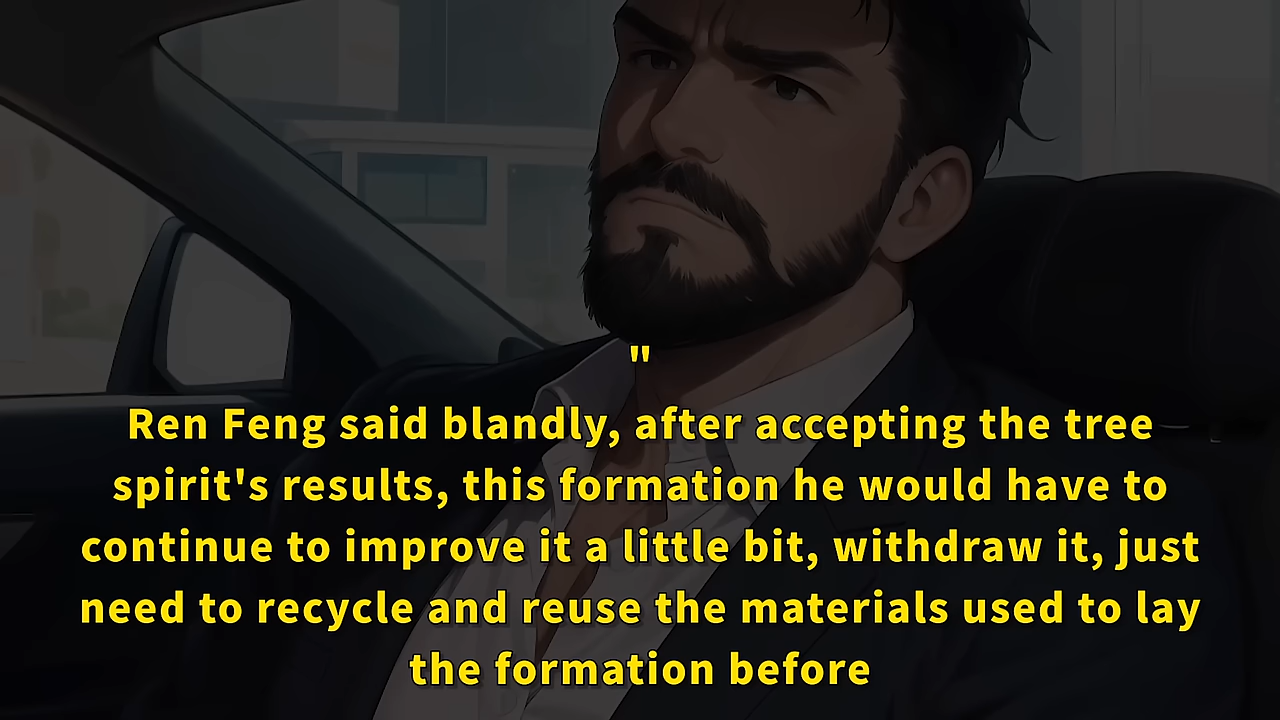 "
Ren Feng said blandly, after accepting the tree
spirit's results, this formation he would have to
continue to improve it a little bit, withdraw it, just
need to recycle and reuse the materials used to lay
the formation before